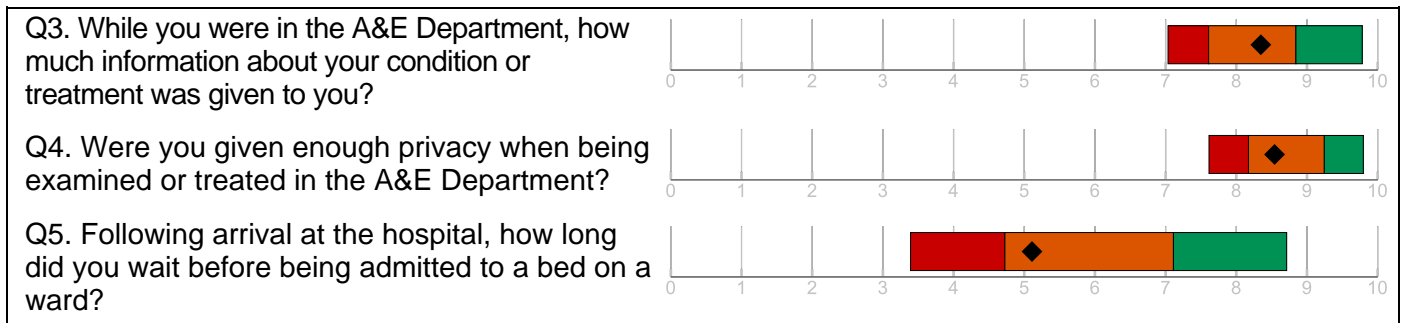 Q3. While you were in the A&E Department, how
much information about your condition or
treatment was given to you?
0 1 2 3 4 5 6 7 8 9 10
Q4. Were you given enough privacy when being
examined or treated in the A&E Department?
0 1 2 3 4 5 6 7 8 9 10
Q5. Following arrival at the hospital, how long
did you wait before being admitted to a bed on a
ward?
0 1 2 3 4 5 6 7 8 9 10